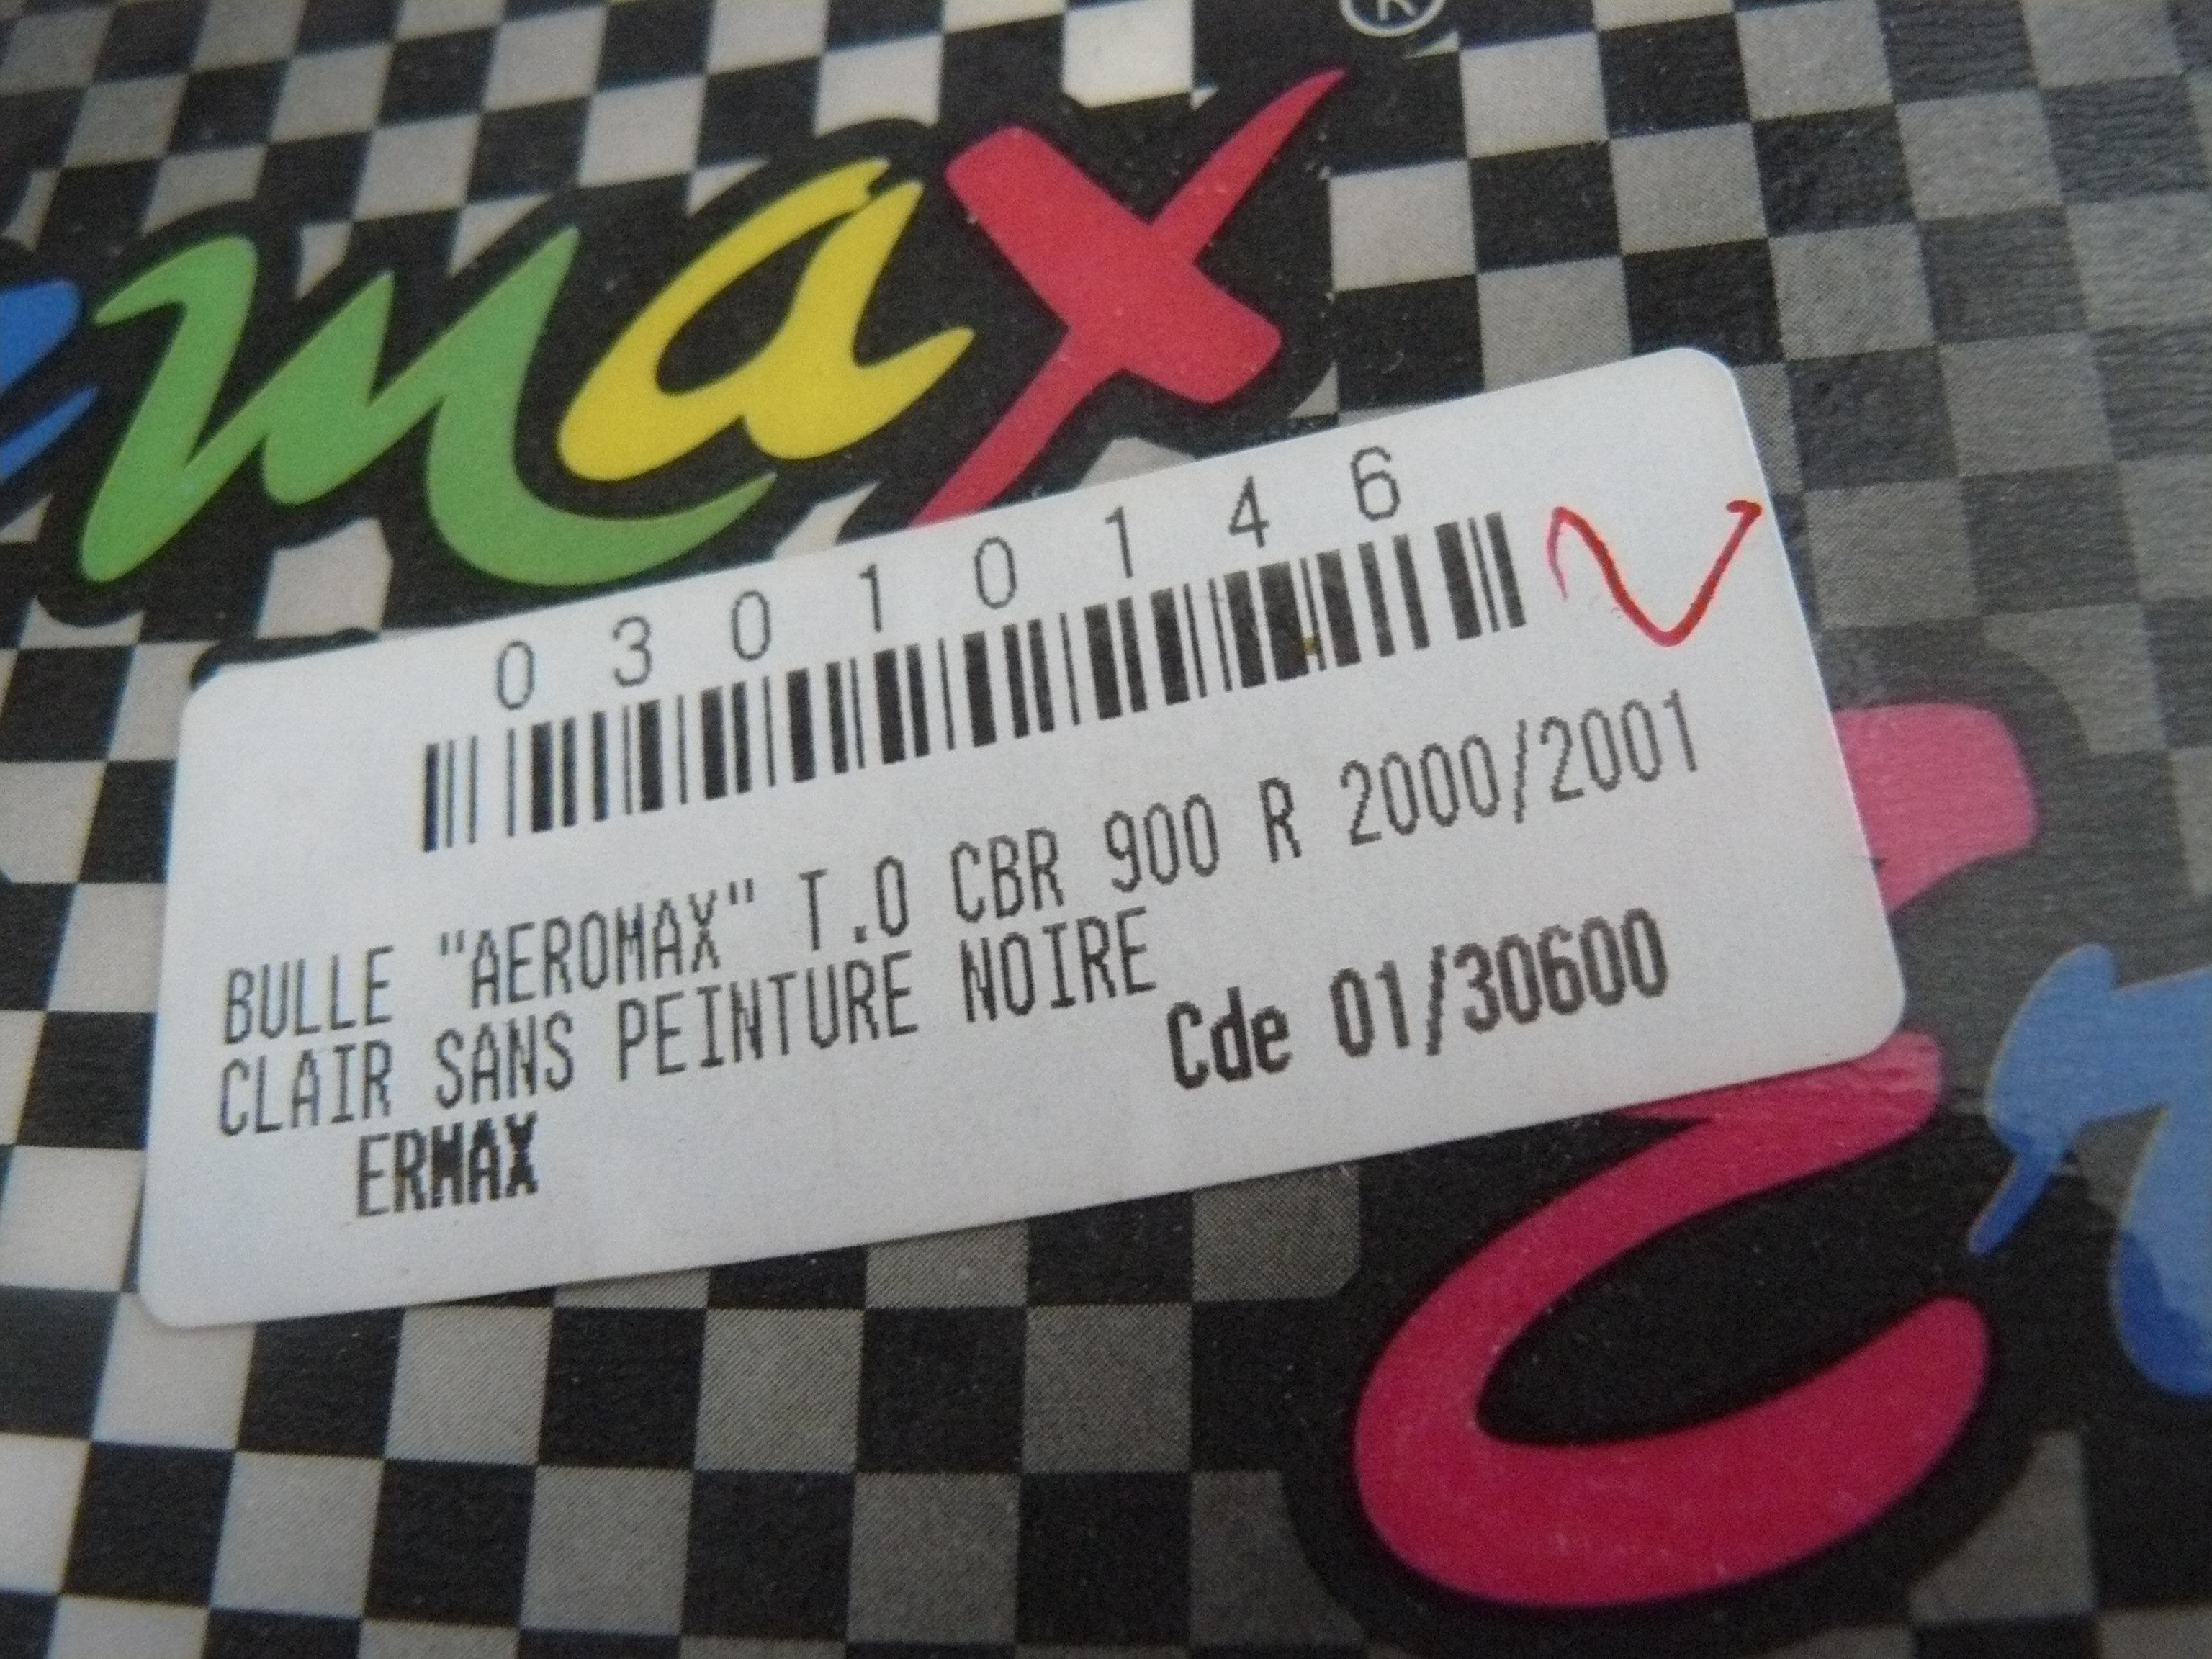 rmax ®
0 3 0 1 0 1 4 6
BULLE "AEROMAX" T.O CBR 900 R 2000/2001
CLAIR SANS PEINTURE NOIRE
Cde 01/30600
ERMAX